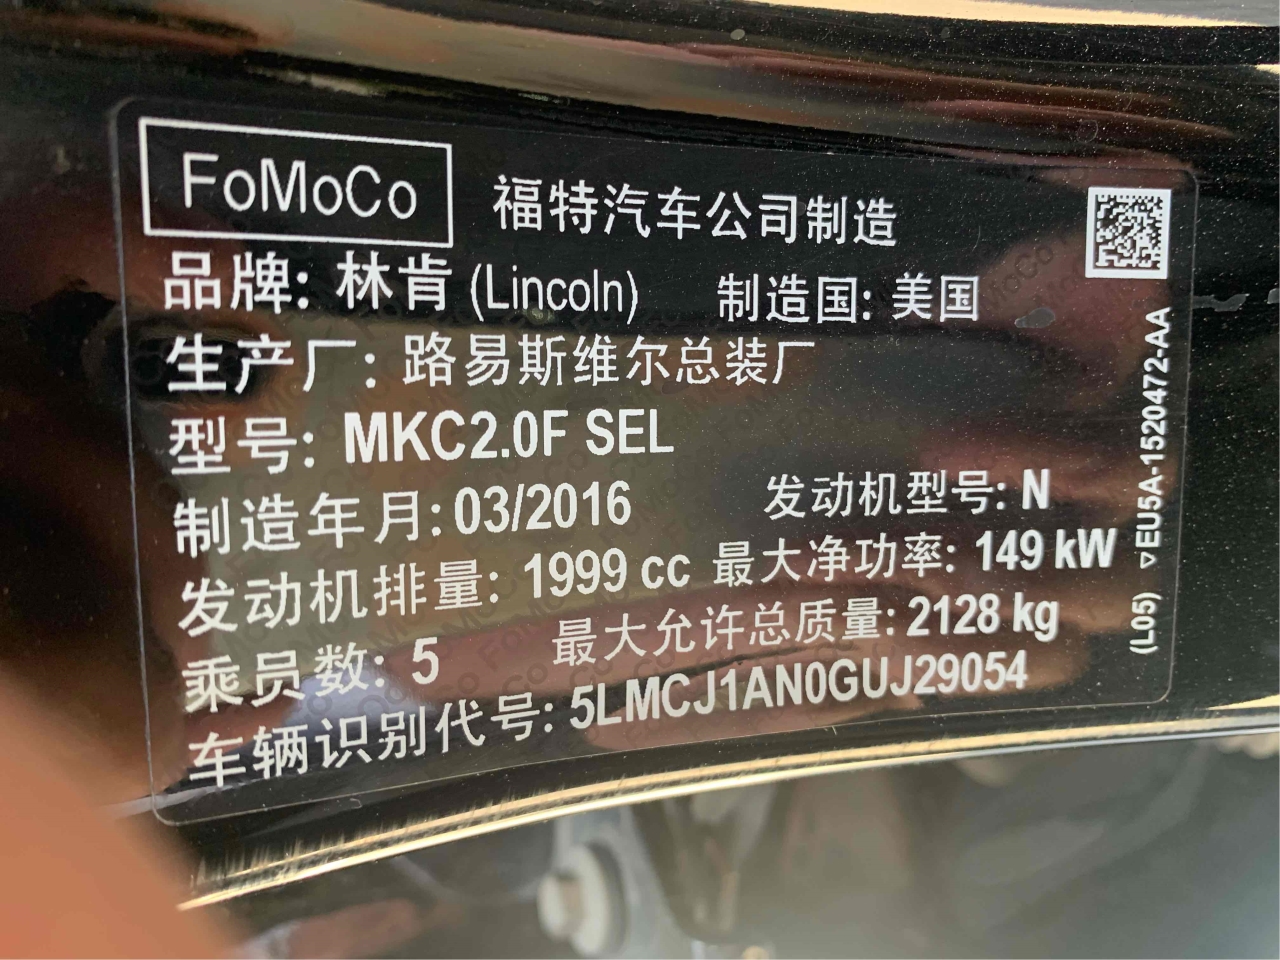 FoMoCo 福特汽车公司制造
品牌: 林肯 (Lincoln) 制造国: 美国
生产厂: 路易斯维尔总装厂
型号: MKC2.0F SEL
制造年月: 03/2016 发动机型号: N
发动机排量: 1999 cc 最大净功率: 149 kW
乘员数: 5 最大允许总质量: 2128 kg
车辆识别代号: 5LMCJ1AN0GUJ29054
(L05) ▽EU5A-1520472-AA